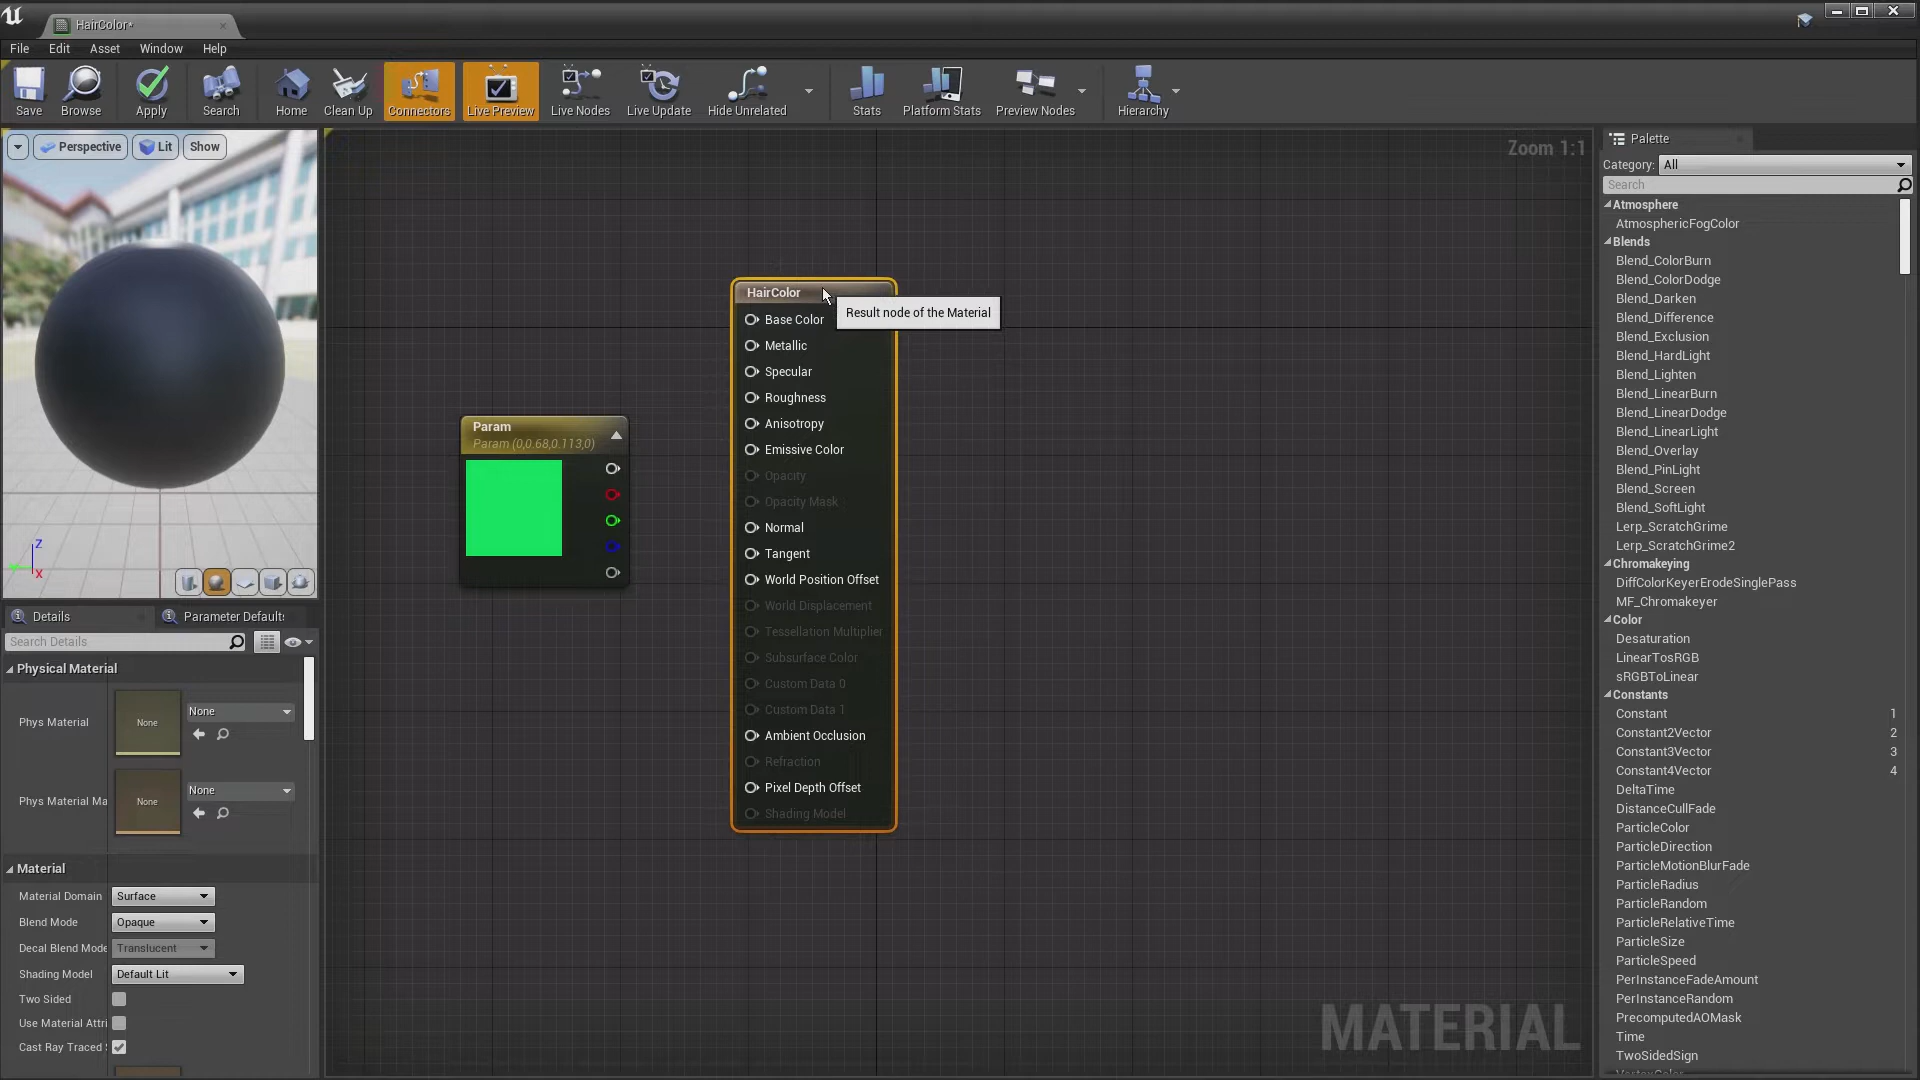 HairColor*
File Edit Asset Window Help
Save Browse Apply Search Home Clean Up Connectors Live Preview Live Nodes Live Update Hide Unrelated Stats Platform Stats Preview Nodes Hierarchy
Perspective Lit Show
Zoom 1:1
Z
X
Details Parameter Defaults
Search Details
Physical Material
Phys Material None None
Phys Material Ma None None
Material
Material Domain Surface
Blend Mode Opaque
Decal Blend Mode Translucent
Shading Model Default Lit
Two Sided
Use Material Attri
Cast Ray Traced
Param
Param (0,0.68,0.113,0)
HairColor
Result node of the Material
Base Color
Metallic
Specular
Roughness
Anisotropy
Emissive Color
Opacity
Opacity Mask
Normal
Tangent
World Position Offset
World Displacement
Tessellation Multiplier
Subsurface Color
Custom Data 0
Custom Data 1
Ambient Occlusion
Refraction
Pixel Depth Offset
Shading Model
MATERIAL
Palette
Category: All
Search
Atmosphere
AtmosphericFogColor
Blends
Blend_ColorBurn
Blend_ColorDodge
Blend_Darken
Blend_Difference
Blend_Exclusion
Blend_HardLight
Blend_Lighten
Blend_LinearBurn
Blend_LinearDodge
Blend_LinearLight
Blend_Overlay
Blend_PinLight
Blend_Screen
Blend_SoftLight
Lerp_ScratchGrime
Lerp_ScratchGrime2
Chromakeying
DiffColorKeyerErodeSinglePass
MF_Chromakeyer
Color
Desaturation
LinearTosRGB
sRGBToLinear
Constants
Constant 1
Constant2Vector 2
Constant3Vector 3
Constant4Vector 4
DeltaTime
DistanceCullFade
ParticleColor
ParticleDirection
ParticleMotionBlurFade
ParticleRadius
ParticleRandom
ParticleRelativeTime
ParticleSize
ParticleSpeed
PerInstanceFadeAmount
PerInstanceRandom
PrecomputedAOMask
Time
TwoSidedSign